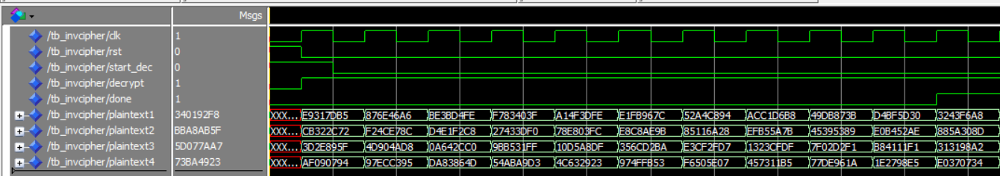 Msgs
/tb_invcipher/clk 1
/tb_invcipher/rst 0
/tb_invcipher/start_dec 0
/tb_invcipher/decrypt 1
/tb_invcipher/done 1
/tb_invcipher/plaintext1 340192F8 XXX... E9317DB5 876E46A6 BE3BD4FE F783403F A14F3DFE E1FB967C 52A4C894 ACC1D6B8 49DB873B D4BF5D30 3243F6A8
/tb_invcipher/plaintext2 BBA8AB5F XXX... CB322C72 F24CE78C D4E1F2C8 27433DF0 78E803FC E8C8AE9B 85116A28 EFB55A7B 45395389 E0B452AE 885A308D
/tb_invcipher/plaintext3 5D077AA7 XXX... 3D2E895F 4D904AD8 0A642CC0 9BB531FF 10D5A8DF 356CD2BA E3CF2FD7 1323CFDF 7F02D2F1 B84111F1 313198A2
/tb_invcipher/plaintext4 73BA4923 XXX... AF090794 97ECC395 DA83864D 54ABA9D3 4C632923 974FFB53 F6505E07 457311B5 77DE961A 1E2798E5 E0370734